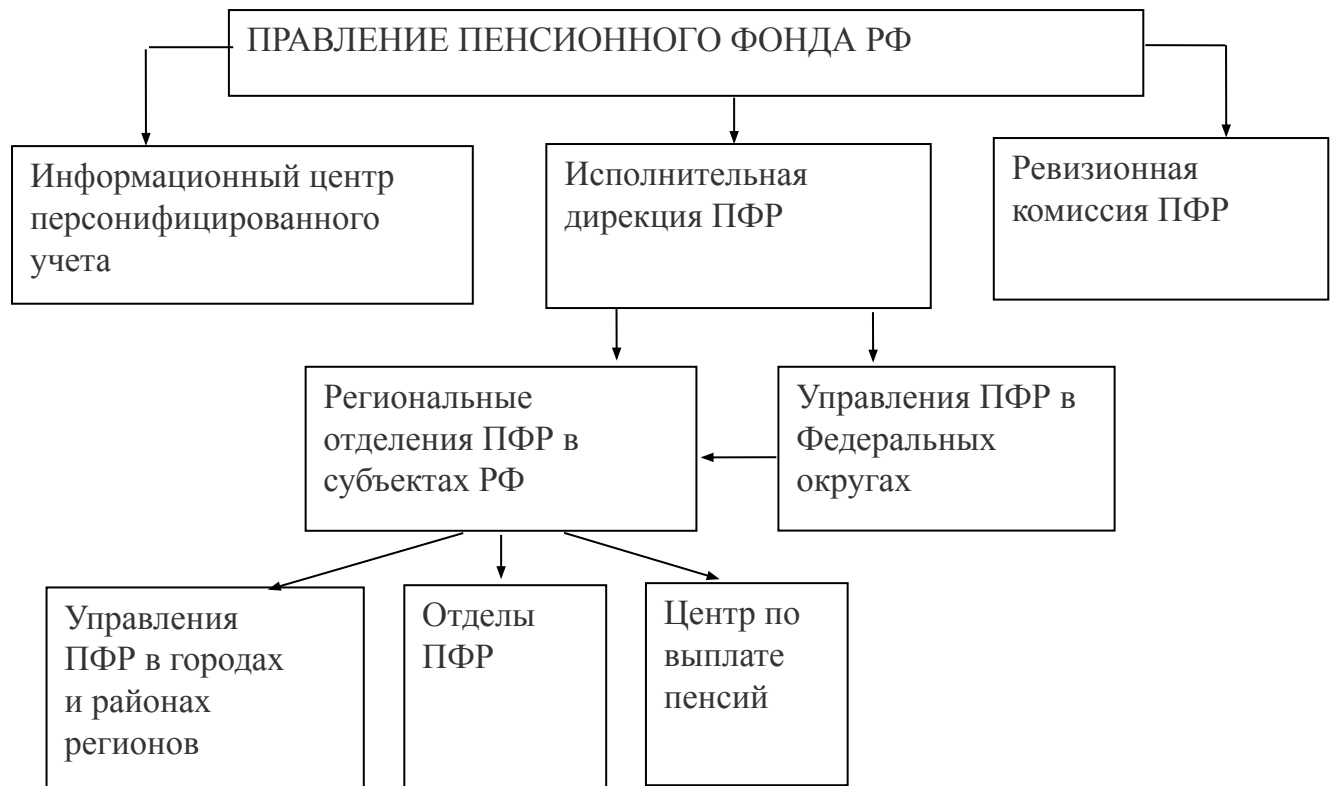 ПРАВЛЕНИЕ ПЕНСИОННОГО ФОНДА РФ
Информационный центр
персонифицированного
учета
Исполнительная
дирекция ПФР
Ревизионная
комиссия ПФР
Региональные
отделения ПФР в
субъектах РФ
Управления ПФР в
Федеральных
округах
Управления
ПФР в городах
и районах
регионов
Отделы
ПФР
Центр по
выплате
пенсий